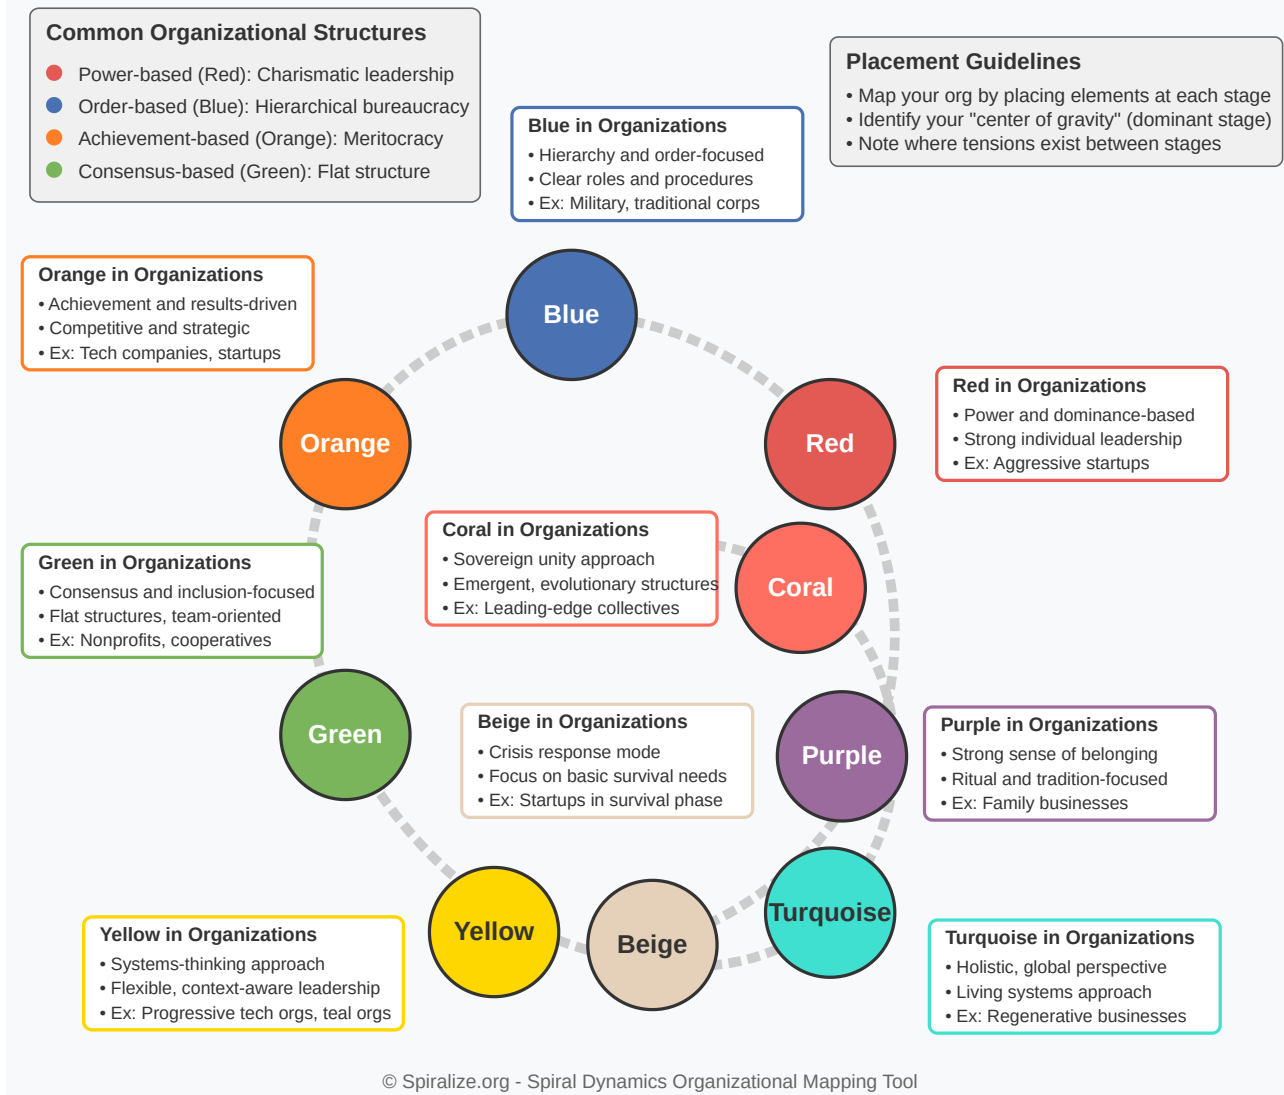 Common Organizational Structures
Power-based (Red): Charismatic leadership
Order-based (Blue): Hierarchical bureaucracy
Achievement-based (Orange): Meritocracy
Consensus-based (Green): Flat structure
Placement Guidelines
• Map your org by placing elements at each stage
• Identify your "center of gravity" (dominant stage)
• Note where tensions exist between stages
Blue in Organizations
• Hierarchy and order-focused
• Clear roles and procedures
• Ex: Military, traditional corps
Blue
Orange in Organizations
• Achievement and results-driven
• Competitive and strategic
• Ex: Tech companies, startups
Orange
Red
Red in Organizations
• Power and dominance-based
• Strong individual leadership
• Ex: Aggressive startups
Coral in Organizations
• Sovereign unity approach
• Emergent, evolutionary structures
• Ex: Leading-edge collectives
Coral
Green in Organizations
• Consensus and inclusion-focused
• Flat structures, team-oriented
• Ex: Nonprofits, cooperatives
Green
Beige in Organizations
• Crisis response mode
• Focus on basic survival needs
• Ex: Startups in survival phase
Purple
Purple in Organizations
• Strong sense of belonging
• Ritual and tradition-focused
• Ex: Family businesses
Yellow
Beige
Turquoise
Yellow in Organizations
• Systems-thinking approach
• Flexible, context-aware leadership
• Ex: Progressive tech orgs, teal orgs
Turquoise in Organizations
• Holistic, global perspective
• Living systems approach
• Ex: Regenerative businesses
© Spiralize.org - Spiral Dynamics Organizational Mapping Tool